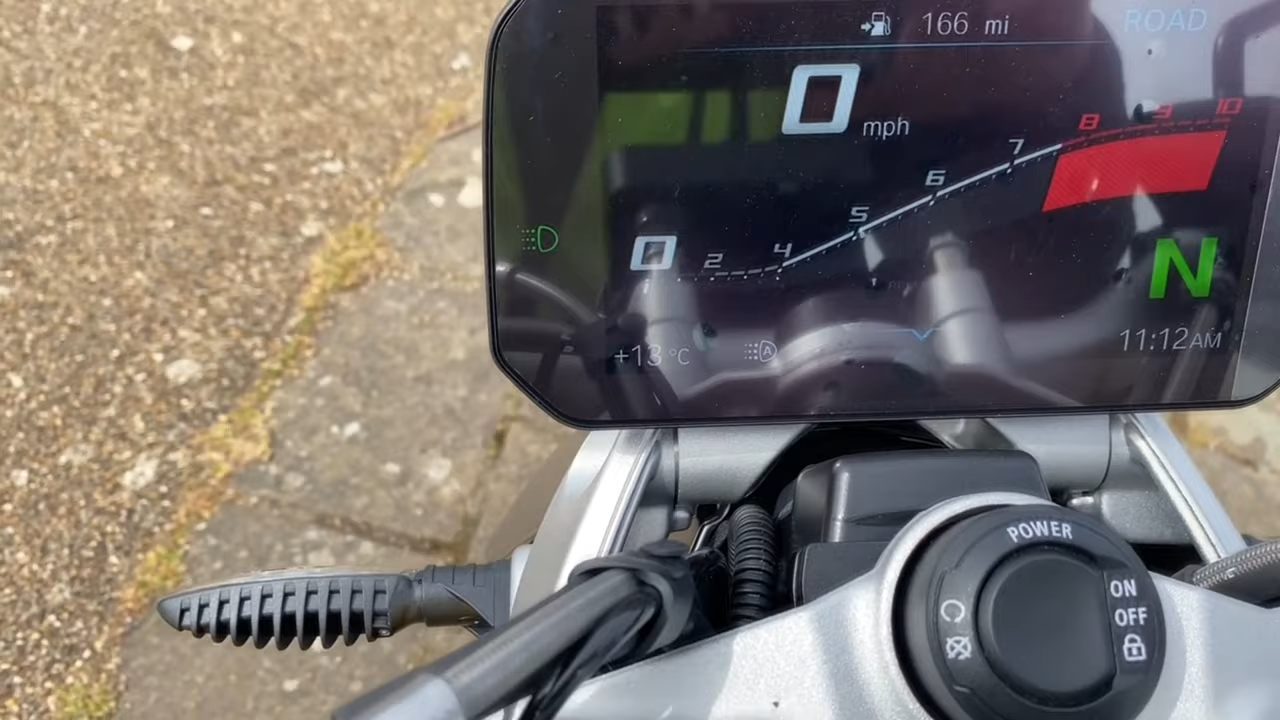 166 mi ROAD
0 mph
8 9 10
7
6
5
4
0 2
N
+13 °C A 11:12AM
POWER
ON
OFF